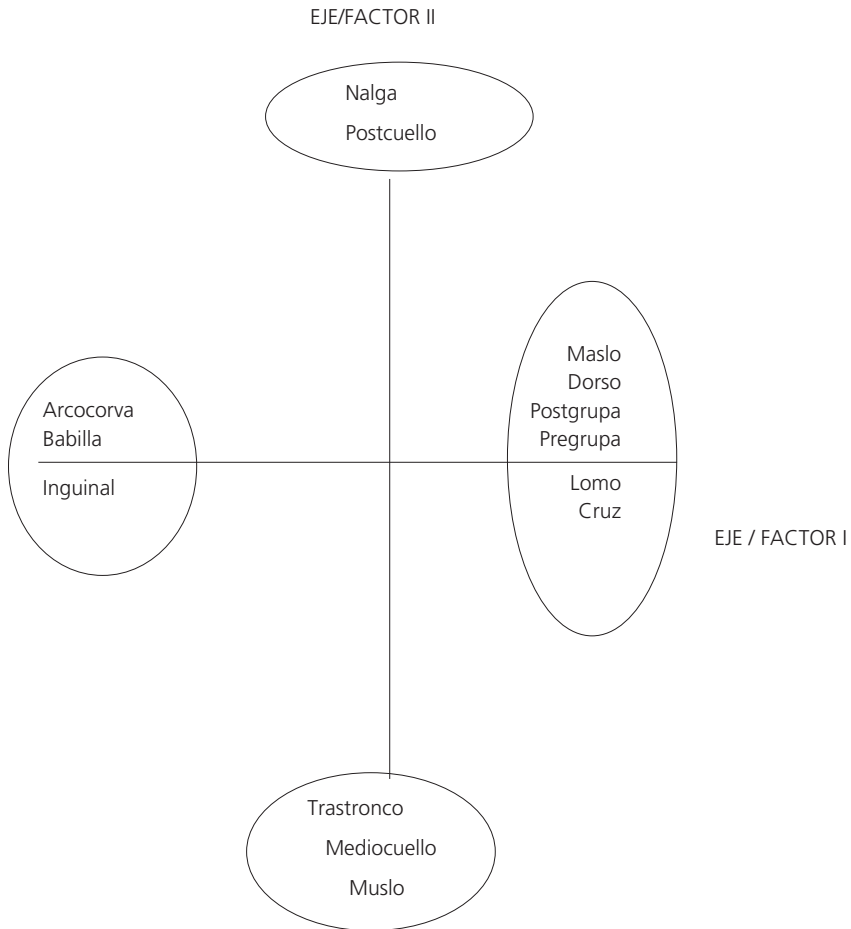 EJE/FACTOR II
Nalga
Postcuello
Maslo
Dorso
Postgrupa
Pregrupa
Lomo
Cruz
Arcocorva
Babilla
Inguinal
EJE / FACTOR I
Trastronco
Mediocuello
Muslo